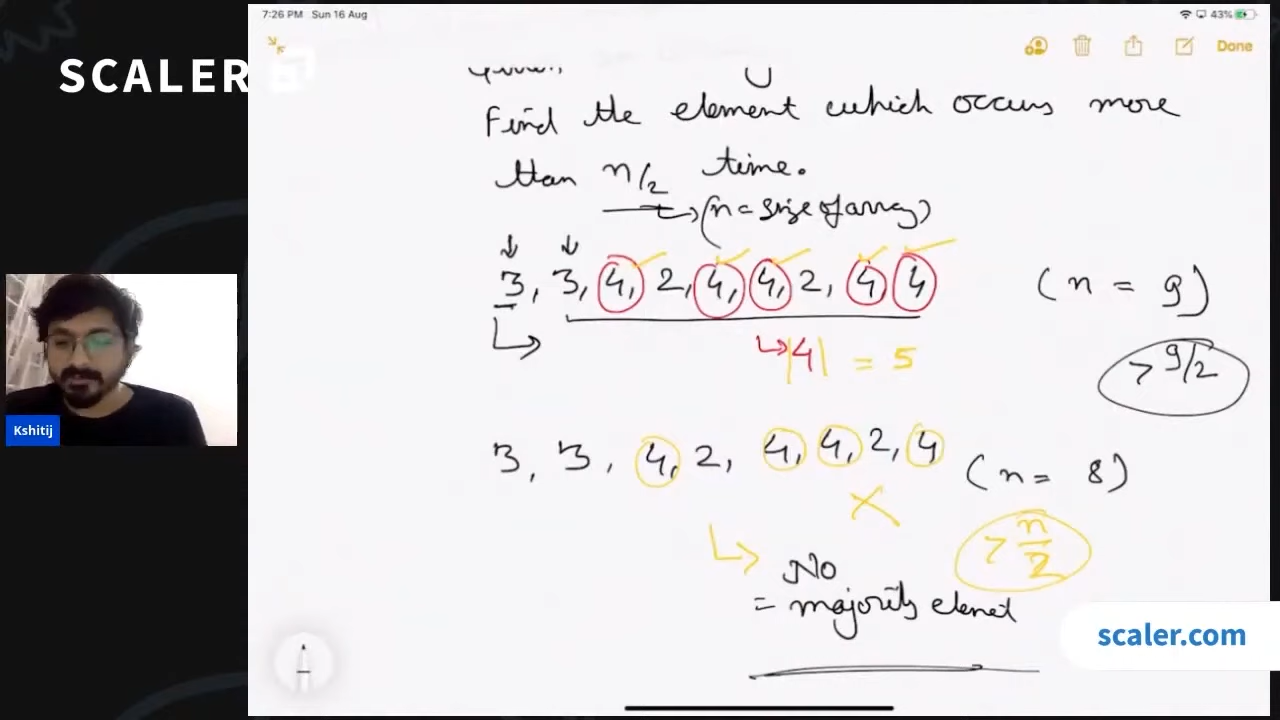 7:26 PM Sun 16 Aug
43%
SCALER
Done
Find the element which occurs more
than n/2 time.
(n = size of array)
3, 3, 4, 2, 4, 4, 2, 4, 4
(n = 9)
4 = 5
> 9/2
Kshitij
3, 3, 4, 2, 4, 4, 2, 4
(n = 8)
> n/2
No
= majority elenet
scaler.com